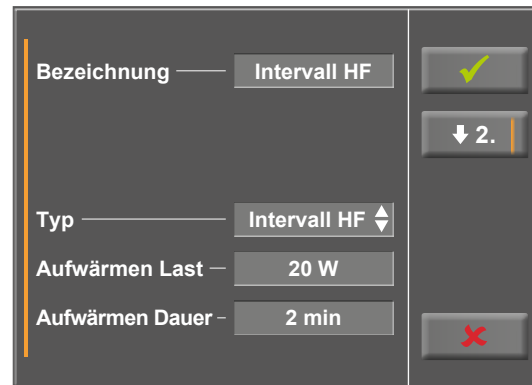 Bezeichnung Intervall HF
2.
Typ Intervall HF
Aufwärmen Last 20 W
Aufwärmen Dauer 2 min